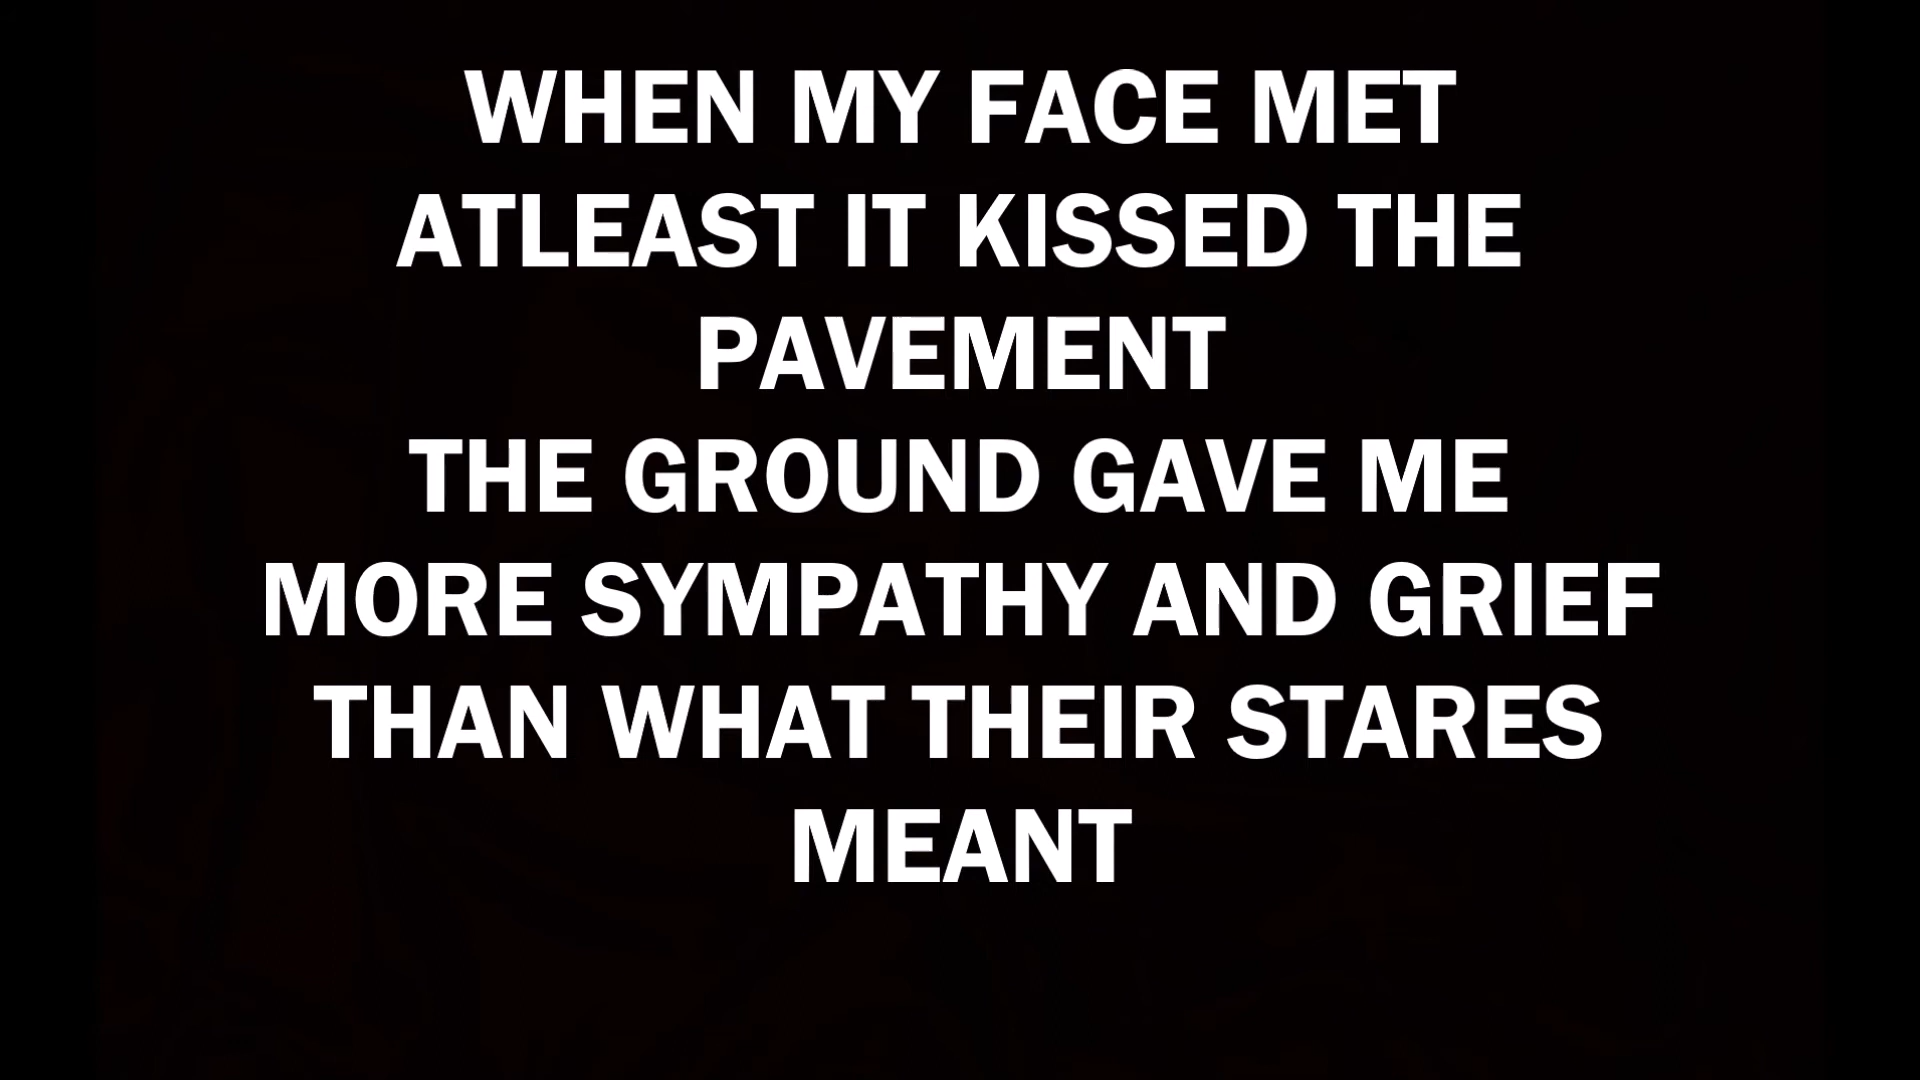 WHEN MY FACE MET
ATLEAST IT KISSED THE
PAVEMENT
THE GROUND GAVE ME
MORE SYMPATHY AND GRIEF
THAN WHAT THEIR STARES
MEANT